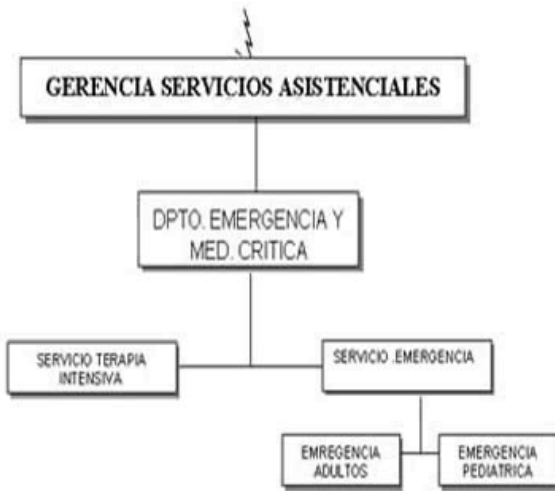 GERENCIA SERVICIOS ASISTENCIALES
DPTO. EMERGENCIA Y
MED. CRITICA
SERVICIO TERAPIA
INTENSIVA
SERVICIO .EMERGENCIA
EMREGENCIA
ADULTOS
EMERGENCIA
PEDIATRICA